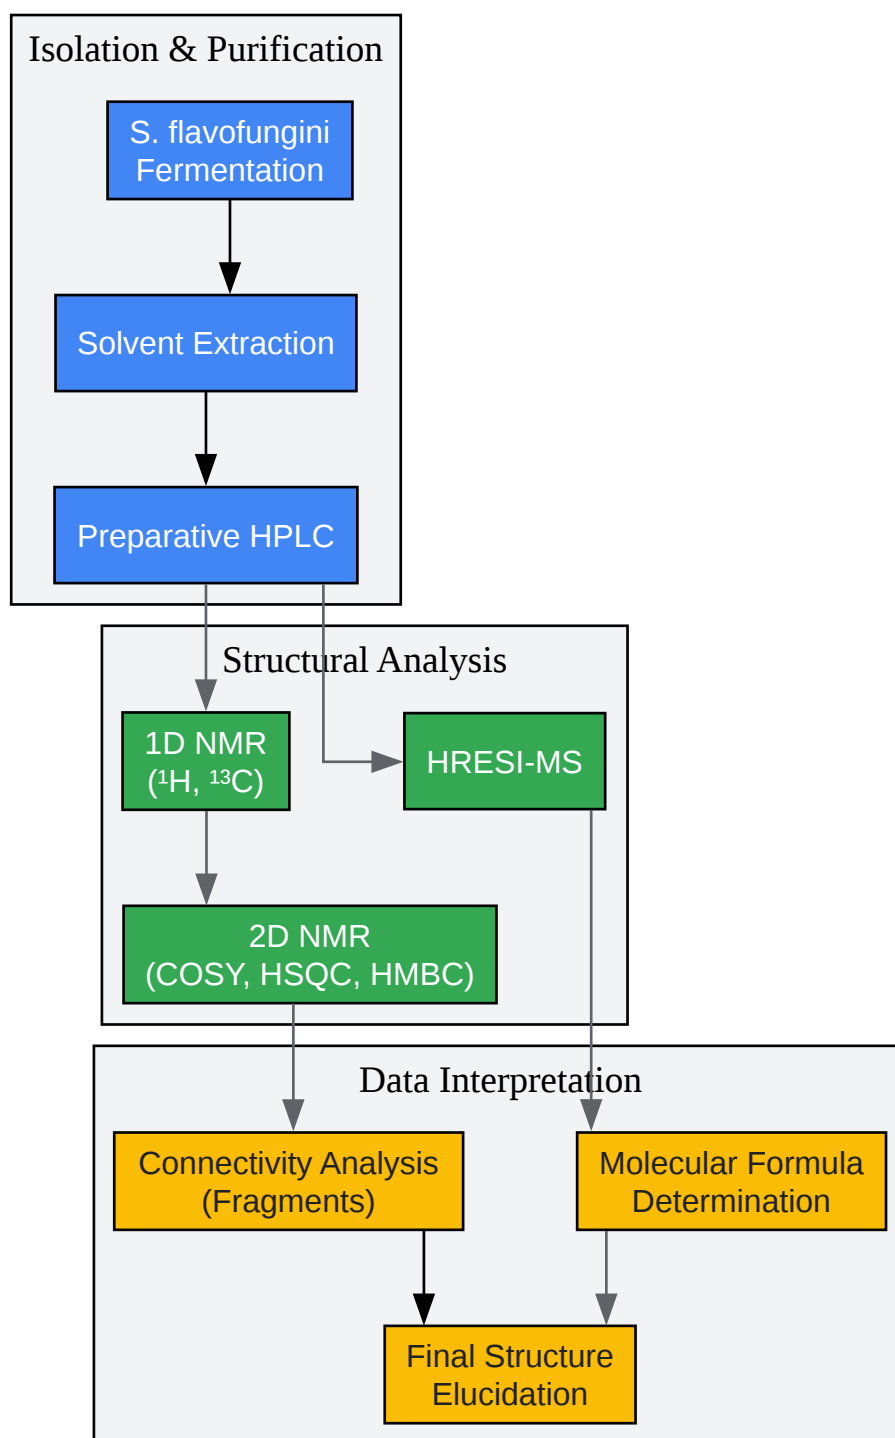 Isolation & Purification
S. flavofungini
Fermentation
Solvent Extraction
Preparative HPLC
Structural Analysis
1D NMR
(¹H, ¹³C)
HRESI-MS
2D NMR
(COSY, HSQC, HMBC)
Data Interpretation
Connectivity Analysis
(Fragments)
Molecular Formula
Determination
Final Structure
Elucidation